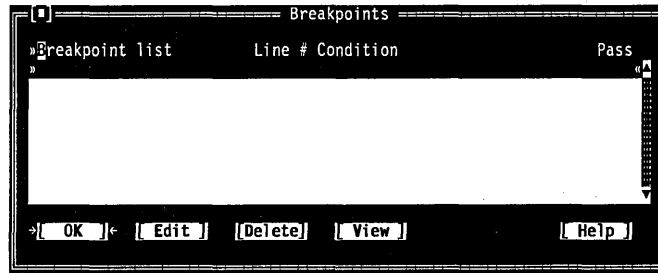 [■] Breakpoints
»Breakpoint list Line # Condition Pass
» «
→[ OK ]← [ Edit ] [Delete] [ View ] [ Help ]